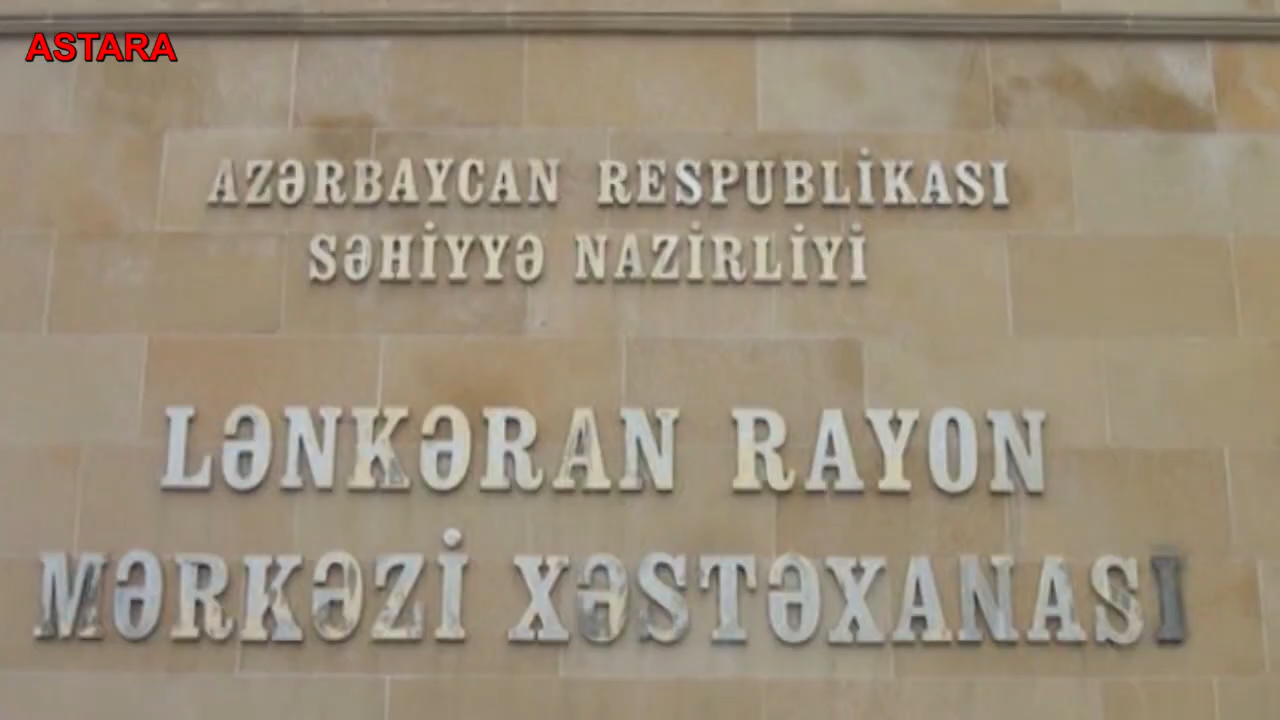 ASTARA
AZƏRBAYCAN RESPUBLİKASI
SƏHİYYƏ NAZİRLİYİ
LƏNKƏRAN RAYON
MƏRKƏZİ XƏSTƏXANASI